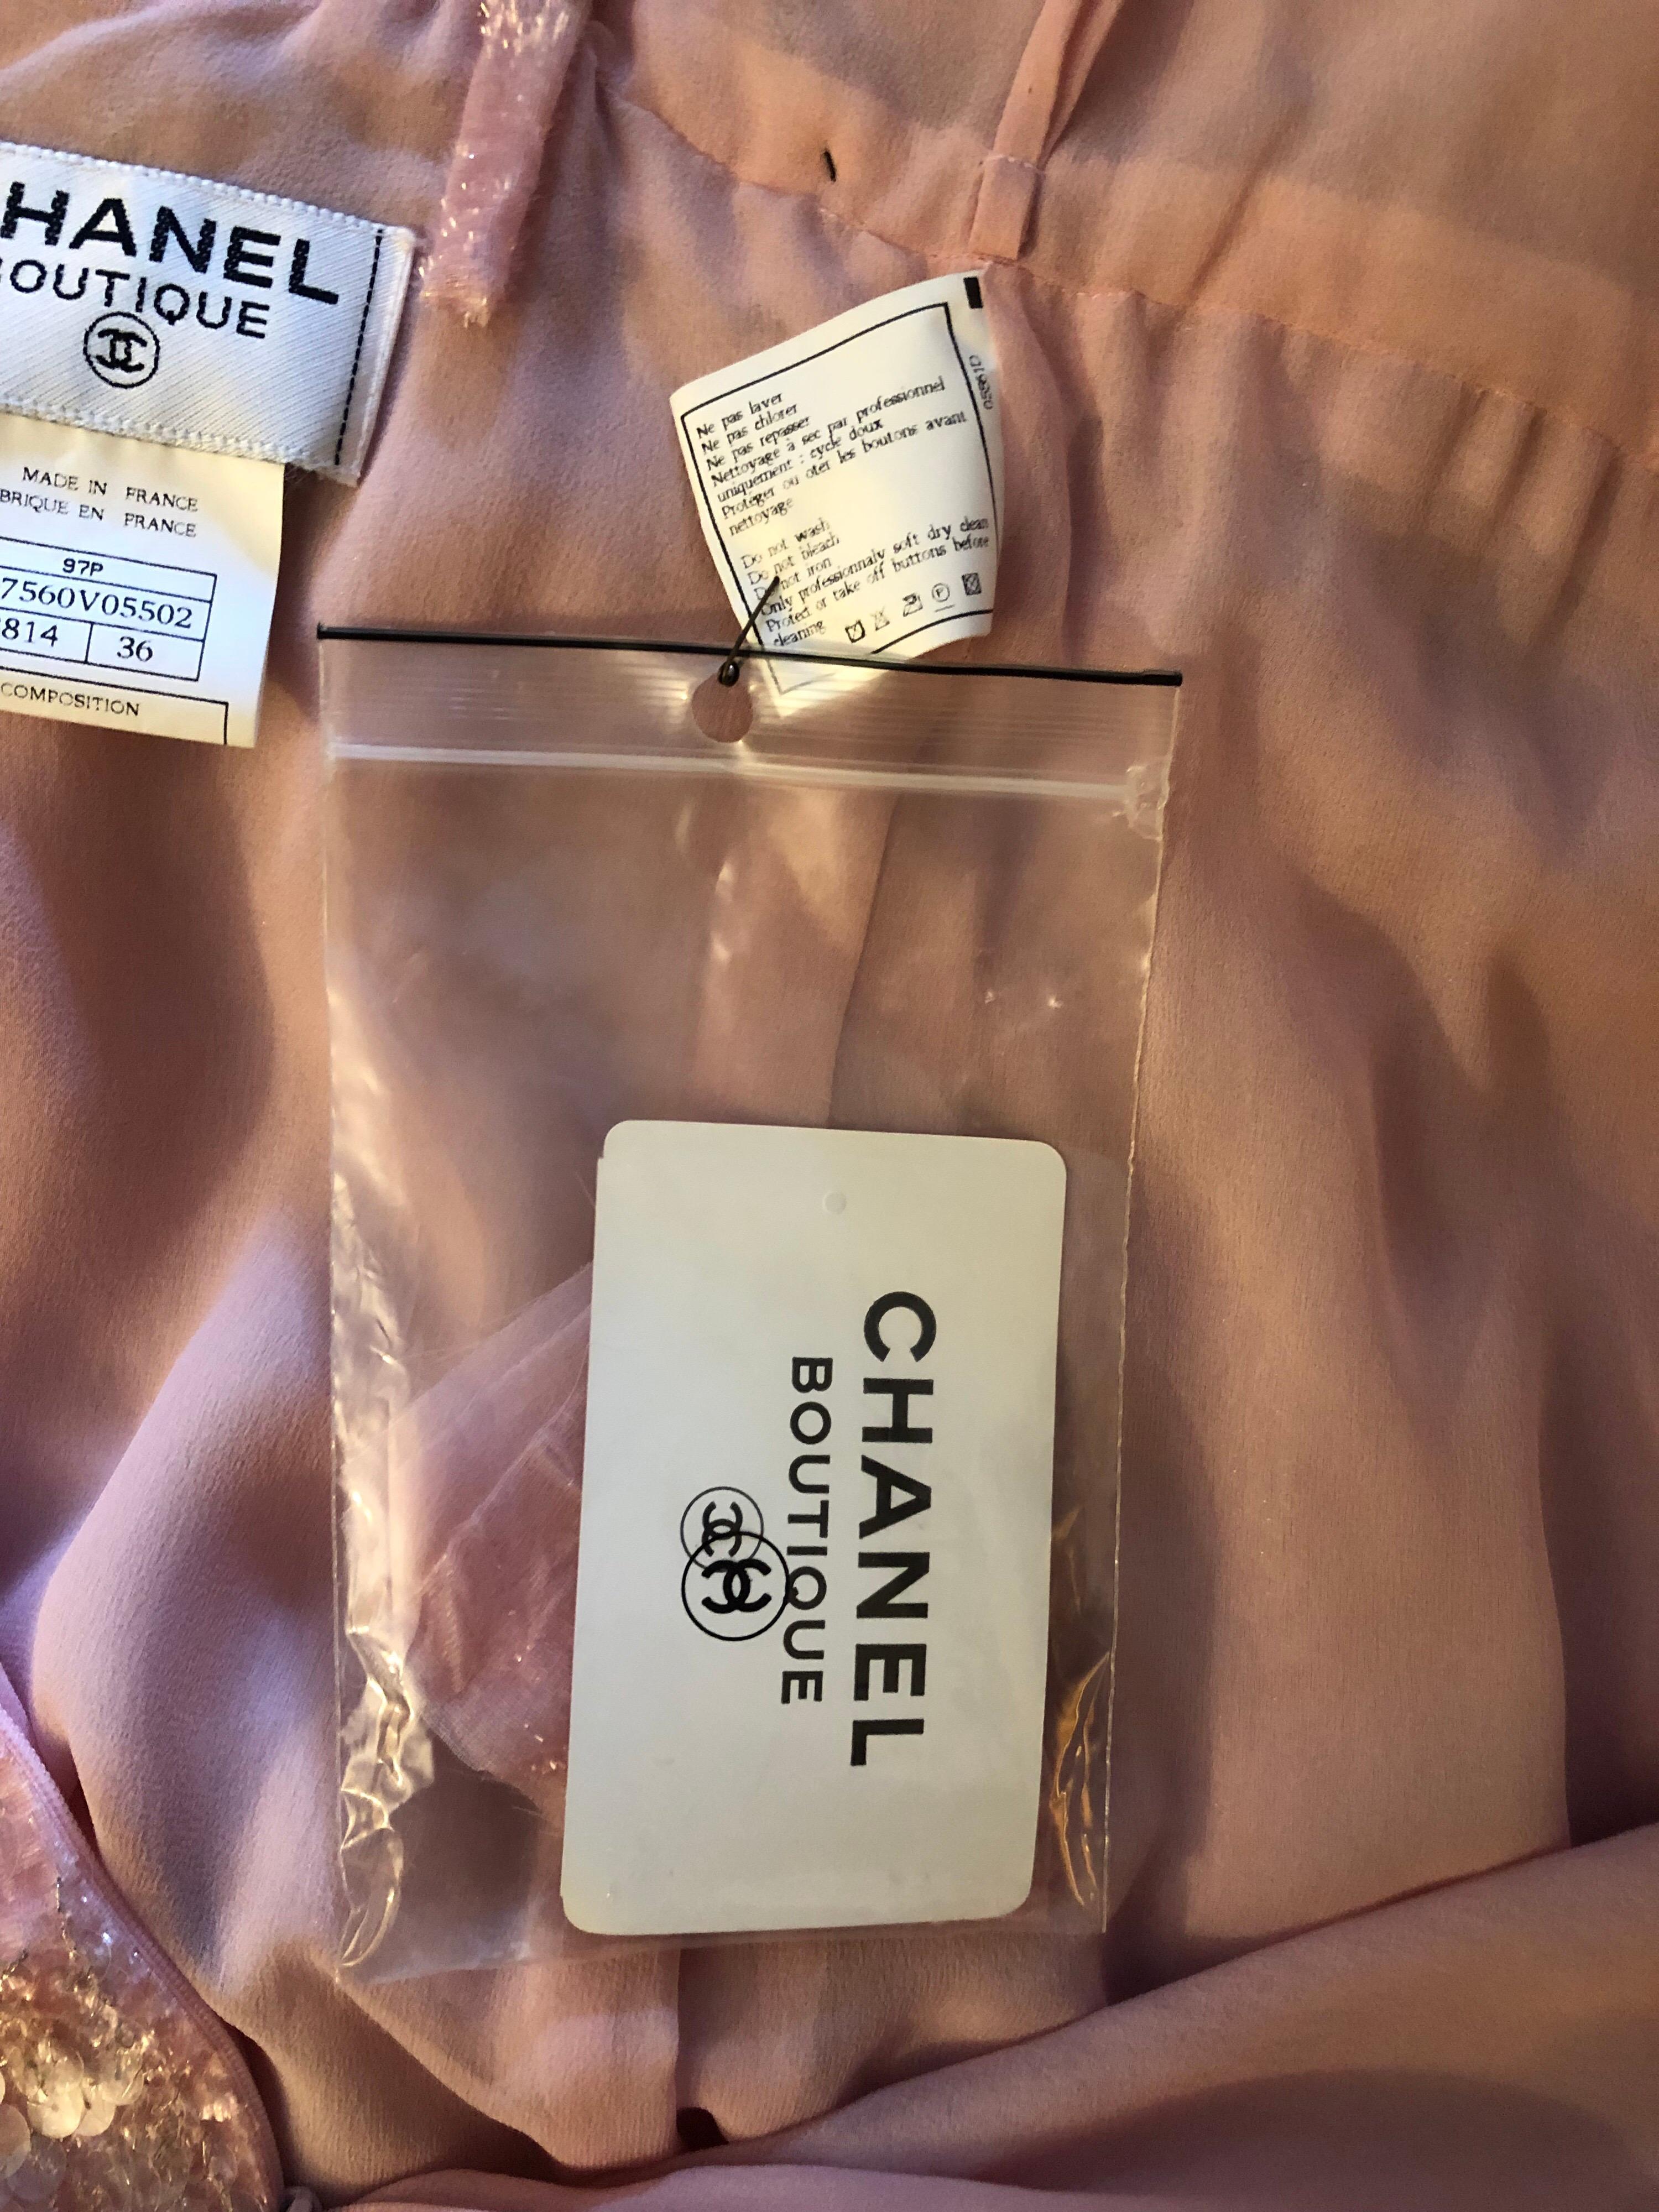 HANEL
BOUTIQUE
MADE IN FRANCE
BRIQUE EN FRANCE
97P
7560V05502
814 36
COMPOSITION
Ne pas laver
Ne pas chlorer
Ne pas repasser
Nettoyage à sec par professionnel
uniquement : cycle doux
Protéger ou oter les boutons avant
nettoyage
Do not wash
Do not bleach
Do not iron
Only professionnaly soft dry clean
Protect or take off buttons before
cleaning
P
CHANEL
BOUTIQUE